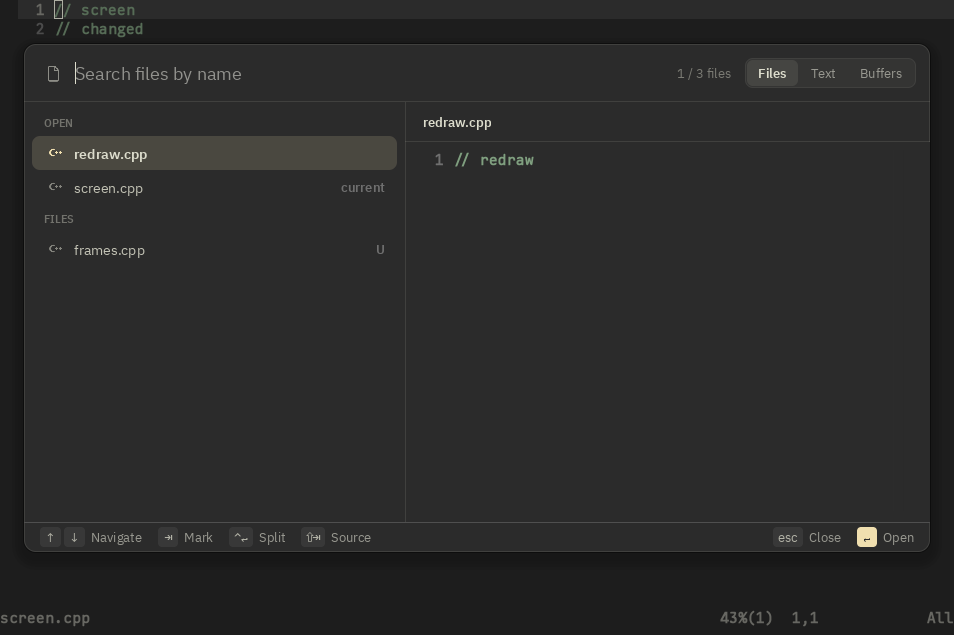 1 // screen
2 // changed
Search files by name 1 / 3 files Files Text Buffers
OPEN
redraw.cpp
screen.cpp current
FILES
frames.cpp U
redraw.cpp
1 // redraw
↑ ↓ Navigate ⇥ Mark ^↵ Split ⇧⇥ Source esc Close ↵ Open
screen.cpp 43%(1) 1,1 All